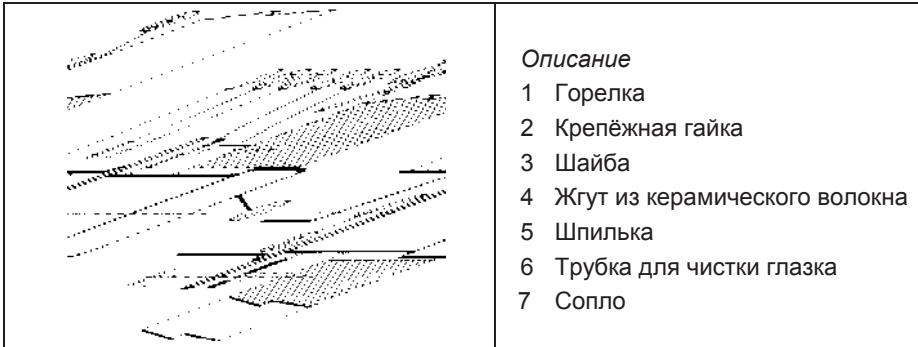 Описание
1 Горелка
2 Крепёжная гайка
3 Шайба
4 Жгут из керамического волокна
5 Шпилька
6 Трубка для чистки глазка
7 Сопло